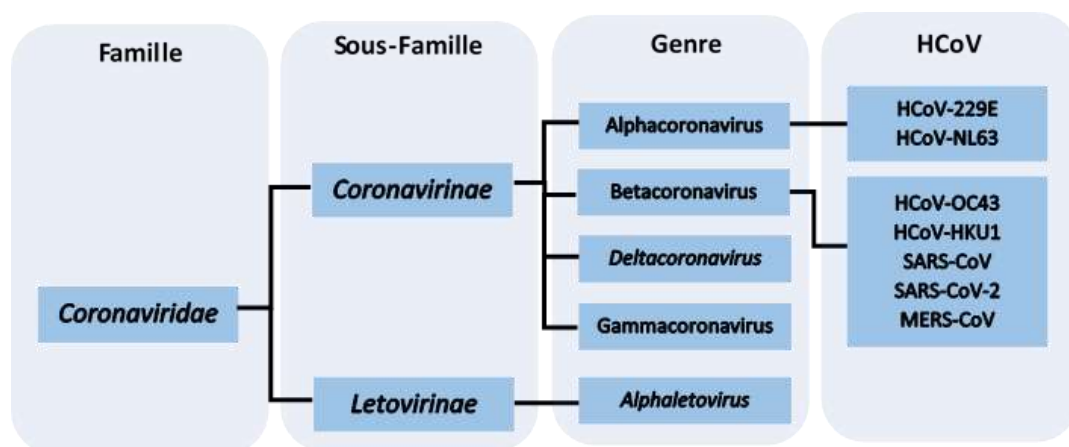 Famille
Sous-Famille
Genre
HCoV
Coronaviridae
Coronavirinae
Letovirinae
Alphacoronavirus
Betacoronavirus
Deltacoronavirus
Gammacoronavirus
Alphaletovirus
HCoV-229E
HCoV-NL63
HCoV-OC43
HCoV-HKU1
SARS-CoV
SARS-CoV-2
MERS-CoV